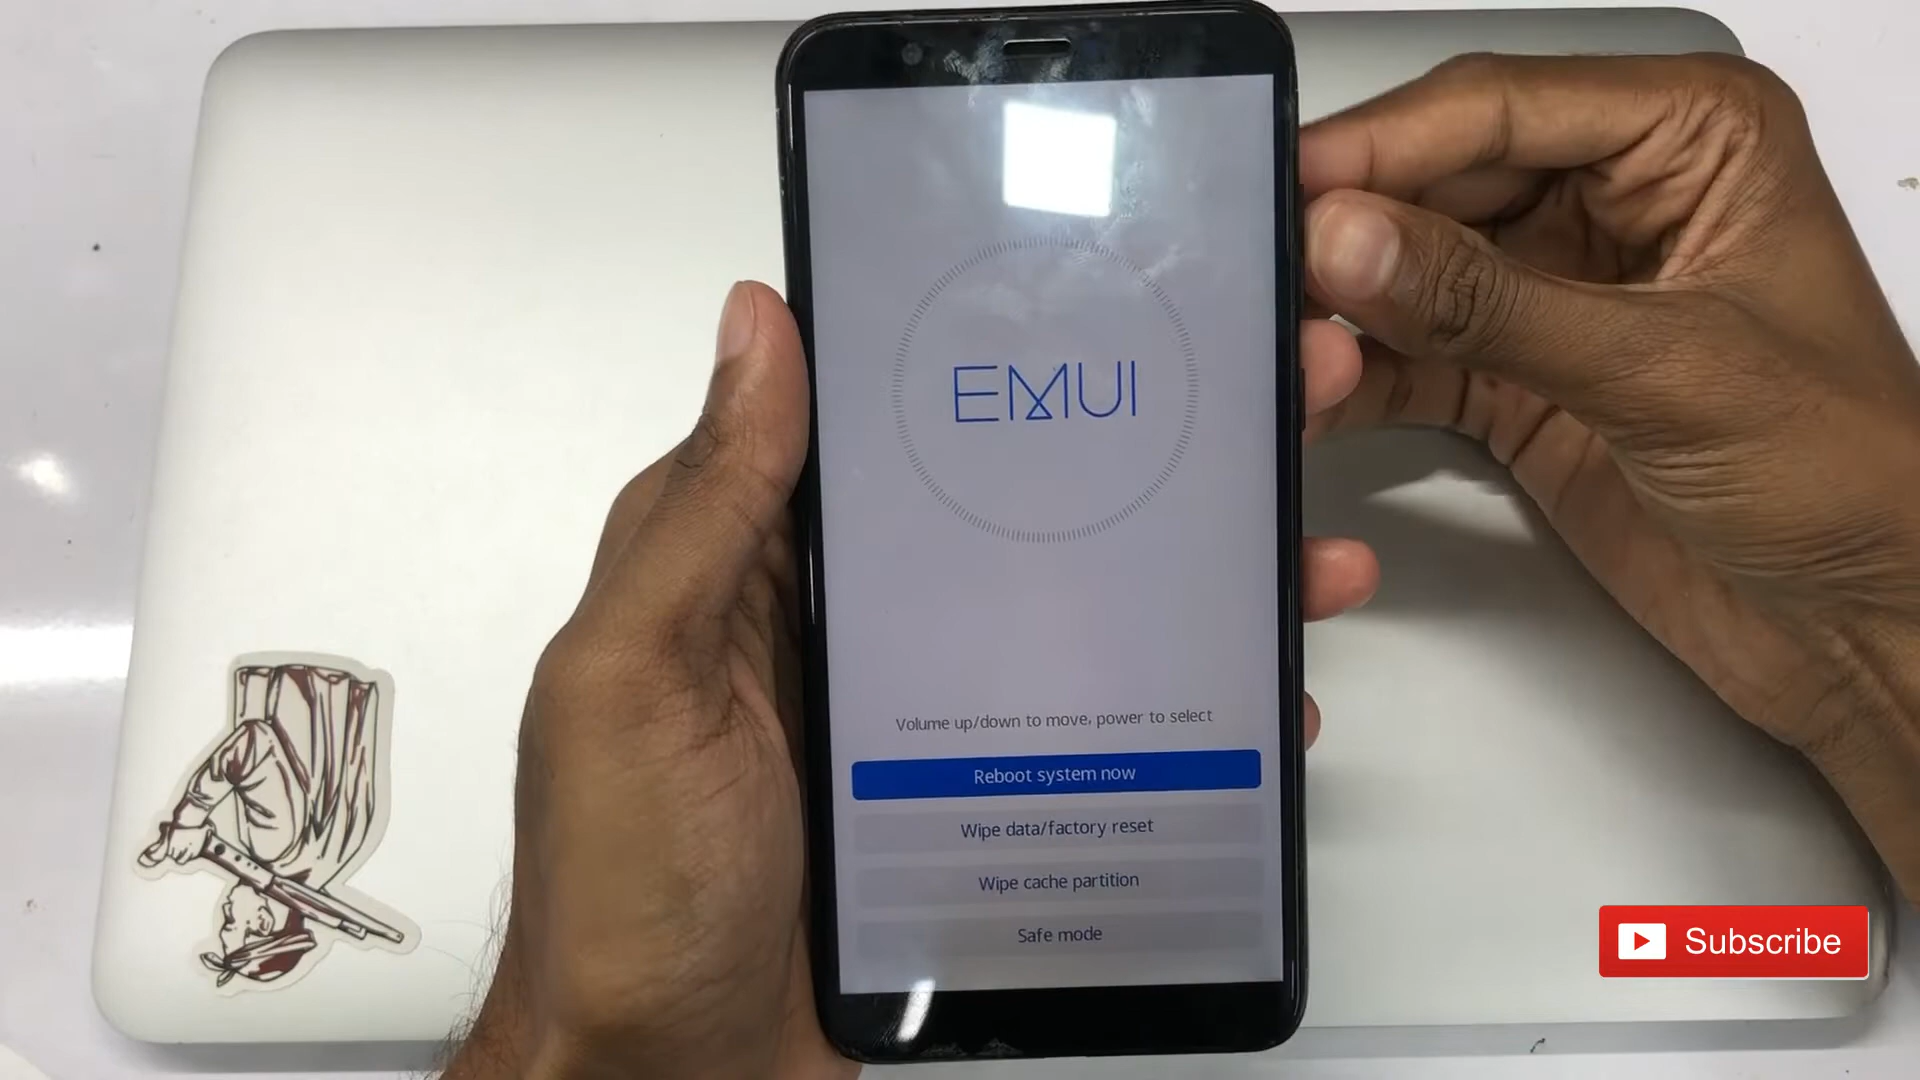 EMUI
Volume up/down to move, power to select
Reboot system now
Wipe data/factory reset
Wipe cache partition
Safe mode
Subscribe